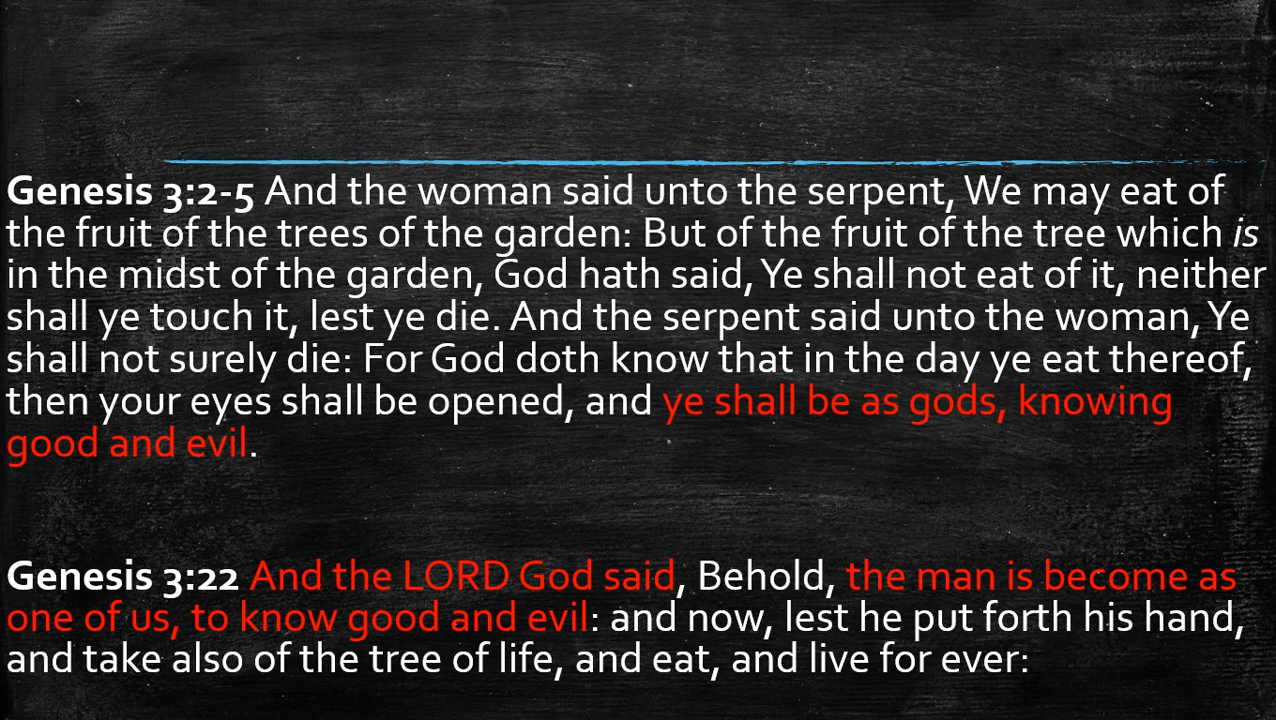 Genesis 3:2-5 And the woman said unto the serpent, We may eat of
the fruit of the trees of the garden: But of the fruit of the tree which is
in the midst of the garden, God hath said, Ye shall not eat of it, neither
shall ye touch it, lest ye die. And the serpent said unto the woman, Ye
shall not surely die: For God doth know that in the day ye eat thereof,
then your eyes shall be opened, and ye shall be as gods, knowing
good and evil.
Genesis 3:22 And the LORD God said, Behold, the man is become as
one of us, to know good and evil: and now, lest he put forth his hand,
and take also of the tree of life, and eat, and live for ever: